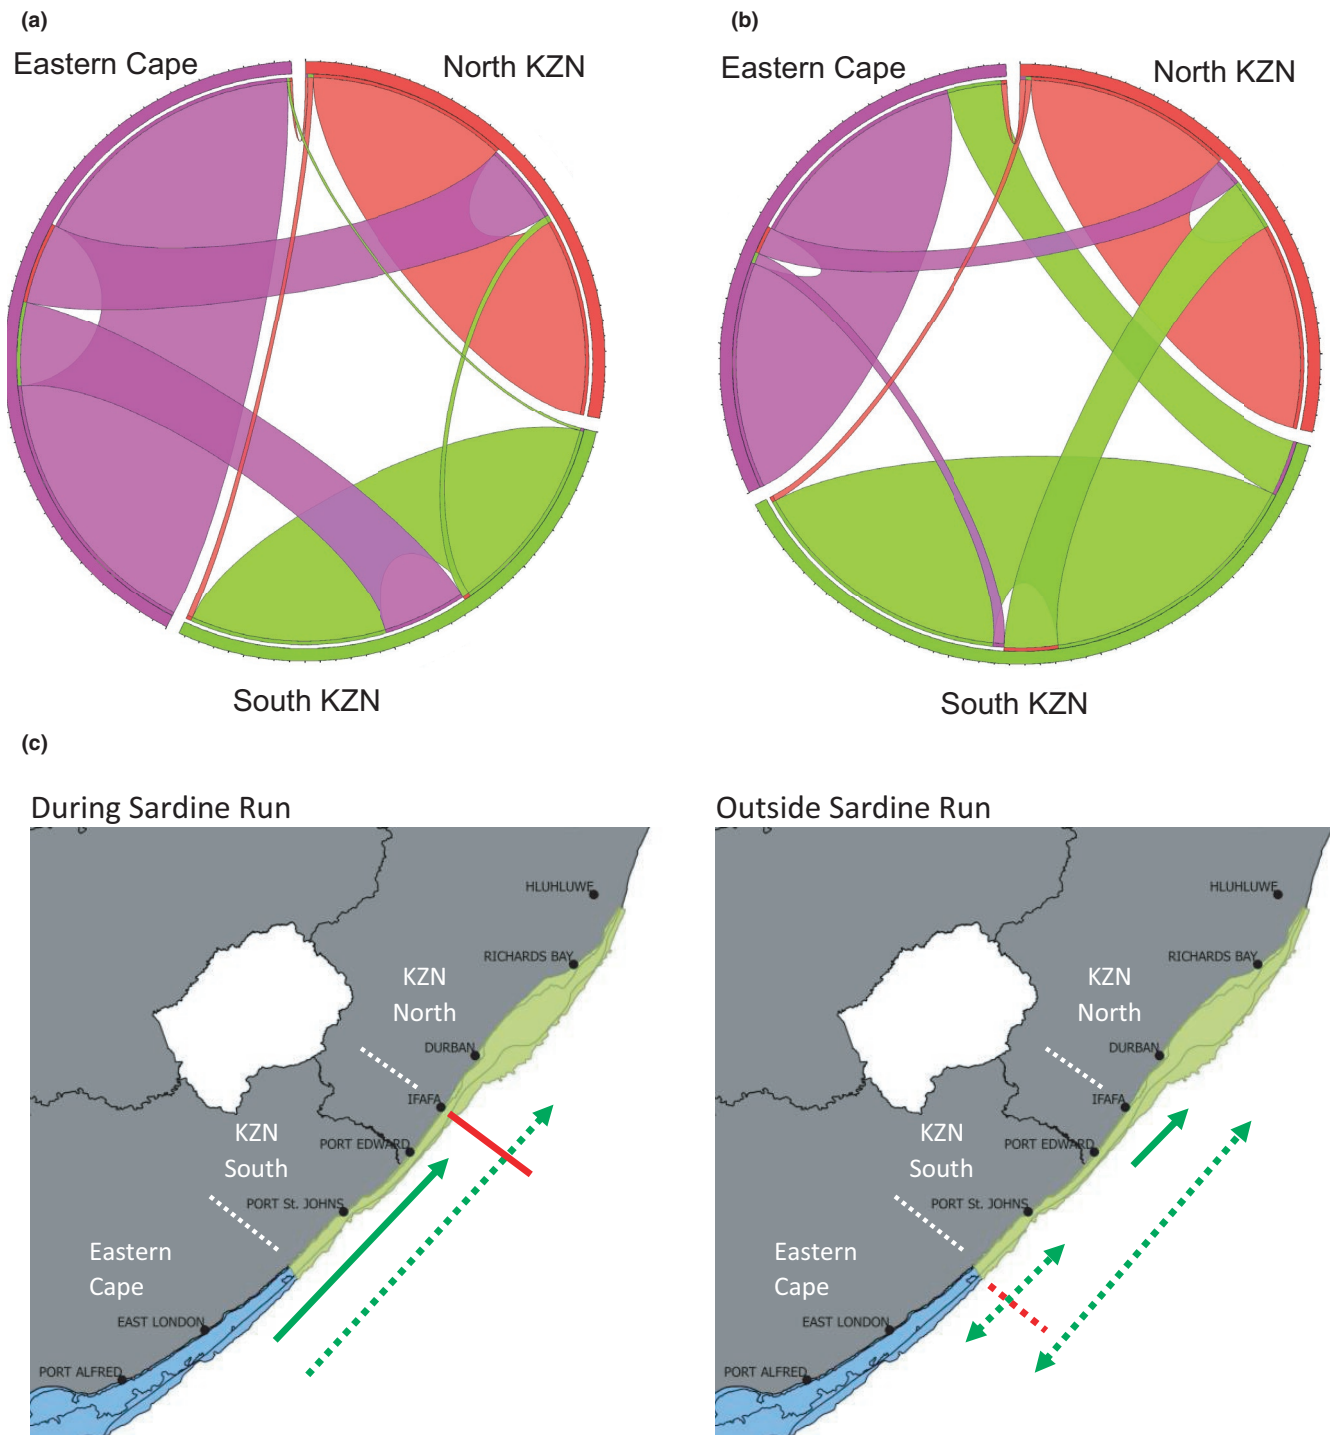 (a)
(b)
Eastern Cape
North KZN
Eastern Cape
North KZN
South KZN
South KZN
(c)
During Sardine Run
Outside Sardine Run
HLUHLUWE
RICHARDS BAY
KZN
North
DURBAN
IFAFA
KZN
South
PORT EDWARD
PORT St. JOHNS
Eastern
Cape
EAST LONDON
PORT ALFRED
HLUHLUWE
RICHARDS BAY
KZN
North
DURBAN
IFAFA
KZN
South
PORT EDWARD
PORT St. JOHNS
Eastern
Cape
EAST LONDON
PORT ALFRED